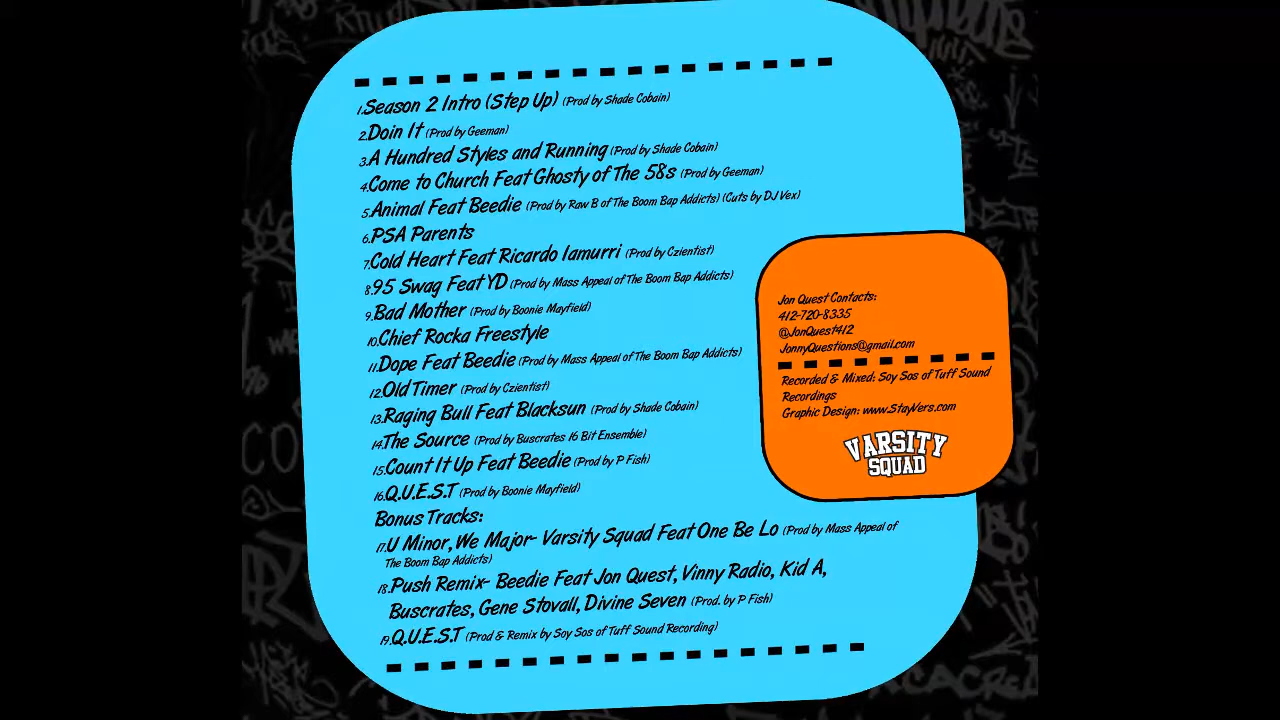 1.Season 2 Intro (Step Up) (Prod by Shade Cobain)
2.Doin It (Prod by Geeman)
3.A Hundred Styles and Running (Prod by Shade Cobain)
4.Come to Church Feat Ghosty of The 58s (Prod by Geeman)
5.Animal Feat Beedie (Prod by Raw B of The Boom Bap Addicts) (Cuts by DJ Vex)
6.PSA Parents
7.Cold Heart Feat Ricardo Iamurri (Prod by Czientist)
8.95 Swag Feat YD (Prod by Mass Appeal of The Boom Bap Addicts)
9.Bad Mother (Prod by Boonie Mayfield)
10.Chief Rocka Freestyle
11.Dope Feat Beedie (Prod by Mass Appeal of The Boom Bap Addicts)
12.Old Timer (Prod by Czientist)
13.Raging Bull Feat Blacksun (Prod by Shade Cobain)
14.The Source (Prod by Buscrates 16 Bit Ensemble)
15.Count It Up Feat Beedie (Prod by P Fish)
16.Q.U.E.S.T (Prod by Boonie Mayfield)
Bonus Tracks:
17.U Minor, We Major- Varsity Squad Feat One Be Lo (Prod by Mass Appeal of
The Boom Bap Addicts)
18.Push Remix- Beedie Feat Jon Quest, Vinny Radio, Kid A,
Buscrates, Gene Stovall, Divine Seven (Prod. by P Fish)
19.Q.U.E.S.T (Prod & Remix by Soy Sos of Tuff Sound Recording)
Jon Quest Contacts:
412-720-8335
@JonQuest412
JonnyQuestions@gmail.com
Recorded & Mixed: Soy Sos of Tuff Sound
Recordings
Graphic Design: www.StayVers.com
VARSITY
SQUAD